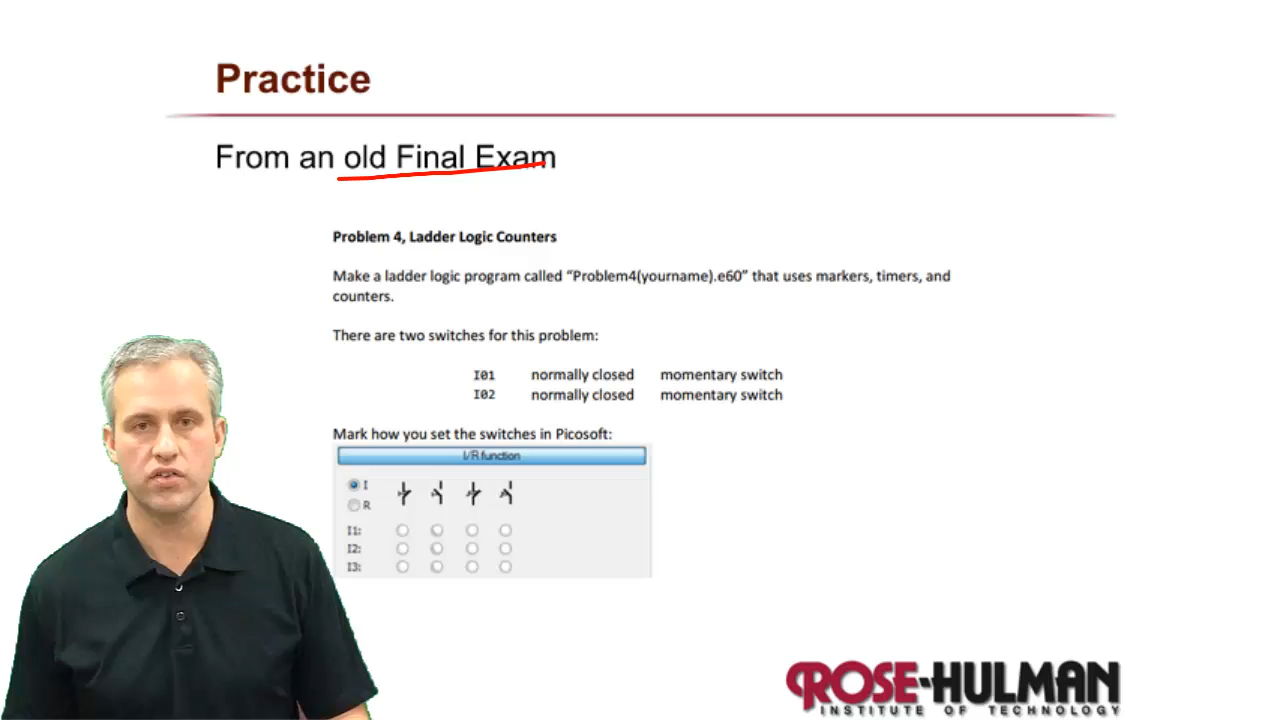 Practice
From an old Final Exam
Problem 4, Ladder Logic Counters
Make a ladder logic program called “Problem4(yourname).e60” that uses markers, timers, and
counters.
There are two switches for this problem:
I01 normally closed momentary switch
I02 normally closed momentary switch
Mark how you set the switches in Picosoft:
I/R function
I
R
I1:
I2:
I3:
ROSE-HULMAN
INSTITUTE OF TECHNOLOGY